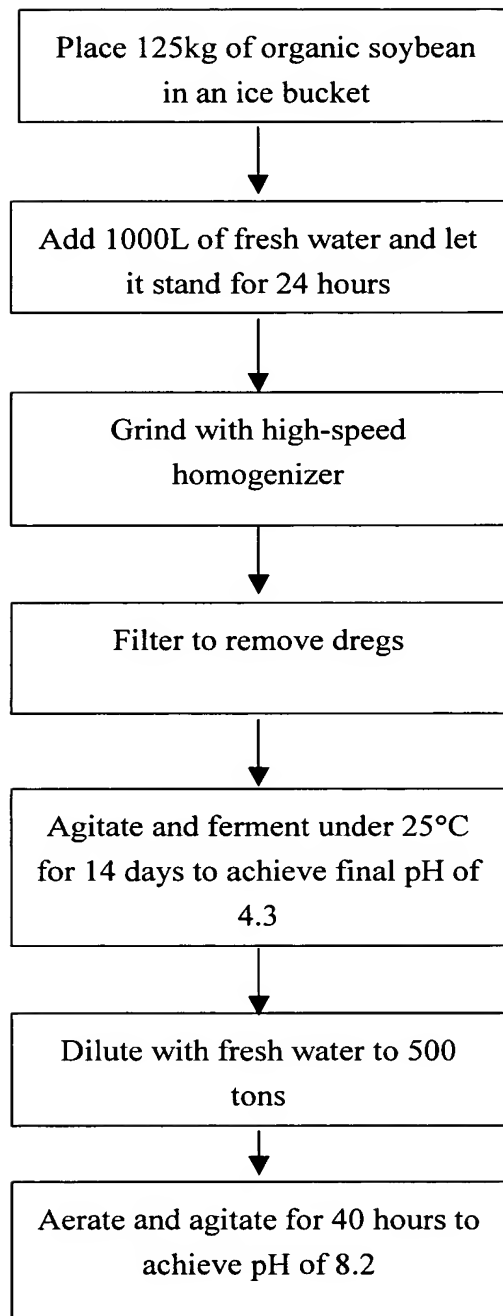 Place 125kg of organic soybean
in an ice bucket
Add 1000L of fresh water and let
it stand for 24 hours
Grind with high-speed
homogenizer
Filter to remove dregs
Agitate and ferment under 25°C
for 14 days to achieve final pH of
4.3
Dilute with fresh water to 500
tons
Aerate and agitate for 40 hours to
achieve pH of 8.2